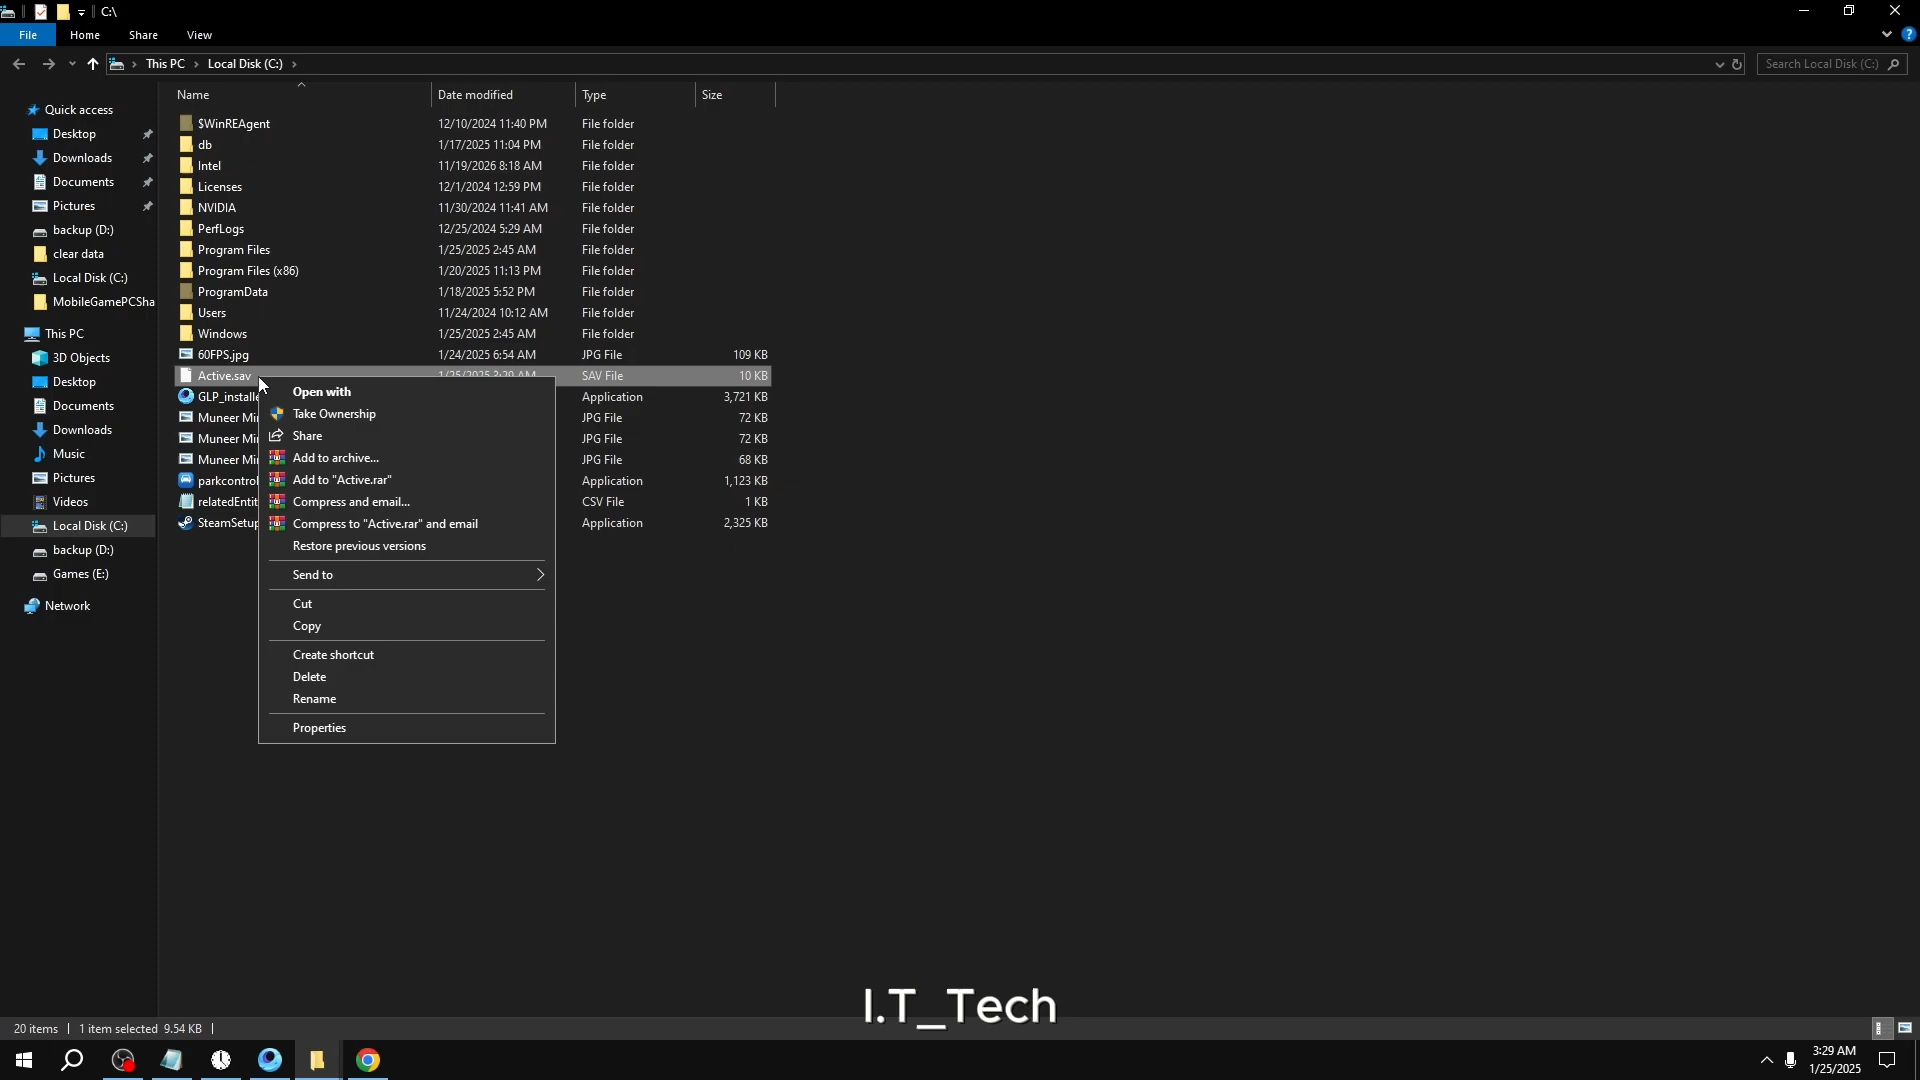 C:\
File Home Share View
This PC Local Disk (C:)
Search Local Disk (C:)
Name Date modified Type Size
Quick access
Desktop
Downloads
Documents
Pictures
backup (D:)
clear data
Local Disk (C:)
MobileGamePCSha
This PC
3D Objects
Desktop
Documents
Downloads
Music
Pictures
Videos
Local Disk (C:)
backup (D:)
Games (E:)
Network
$WinREAgent 12/10/2024 11:40 PM File folder
db 1/17/2025 11:04 PM File folder
Intel 11/19/2026 8:18 AM File folder
Licenses 12/1/2024 12:59 PM File folder
NVIDIA 11/30/2024 11:41 AM File folder
PerfLogs 12/25/2024 5:29 AM File folder
Program Files 1/25/2025 2:45 AM File folder
Program Files (x86) 1/20/2025 11:13 PM File folder
ProgramData 1/18/2025 5:52 PM File folder
Users 11/24/2024 10:12 AM File folder
Windows 1/25/2025 2:45 AM File folder
60FPS.jpg 1/24/2025 6:54 AM JPG File 109 KB
Active.sav 1/25/2025 3:29 AM SAV File 10 KB
GLP_installe Application 3,721 KB
Muneer Mi JPG File 72 KB
Muneer Mi JPG File 72 KB
Muneer Mi JPG File 68 KB
parkcontrol Application 1,123 KB
relatedEntit CSV File 1 KB
SteamSetup Application 2,325 KB
Open with
Take Ownership
Share
Add to archive...
Add to "Active.rar"
Compress and email...
Compress to "Active.rar" and email
Restore previous versions
Send to
Cut
Copy
Create shortcut
Delete
Rename
Properties
I.T_Tech
20 items 1 item selected 9.54 KB
3:29 AM
1/25/2025